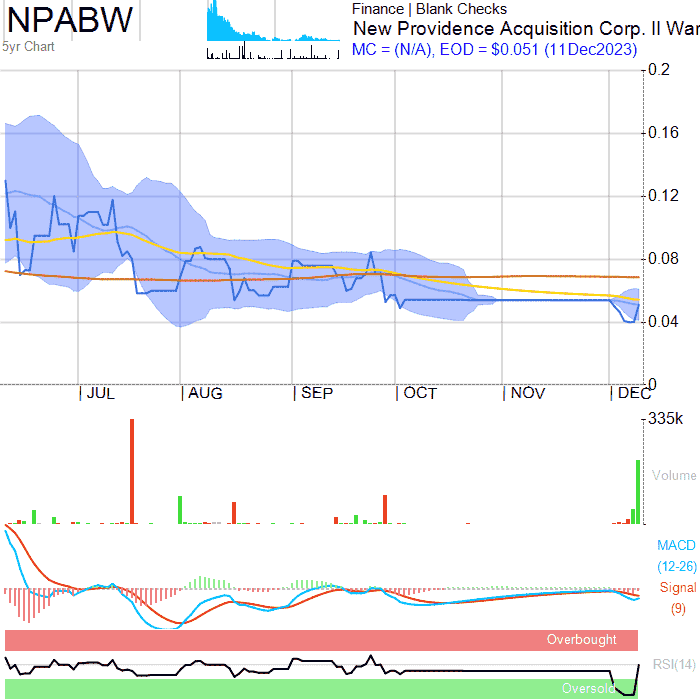 NPABW
5yr Chart
Finance | Blank Checks
New Providence Acquisition Corp. II War
MC = (N/A), EOD = $0.051 (11Dec2023)
0.2
0.16
0.12
0.08
0.04
0
JUL
AUG
SEP
OCT
NOV
DEC
335k
Volume
MACD
(12-26)
Signal
(9)
Overbought
RSI(14)
Oversold